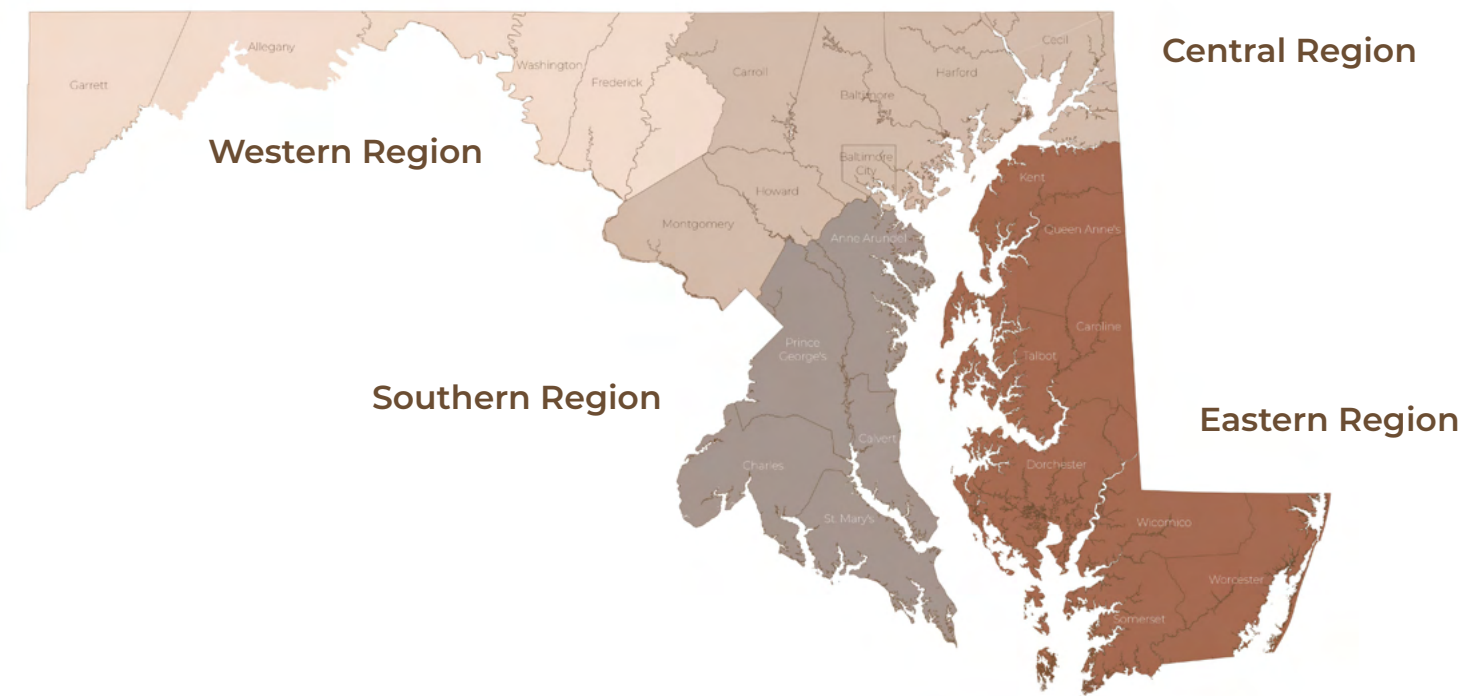 Central Region
Cecil
Allegany
Washington
Carroll
Harford
Garrett
Frederick
Baltimore
Western Region
Baltimore
City
Kent
Howard
Montgomery
Queen Anne's
Anne Arundel
Caroline
Prince
George's
Talbot
Southern Region
Eastern Region
Calvert
Charles
Dorchester
St. Mary's
Wicomico
Worcester
Somerset